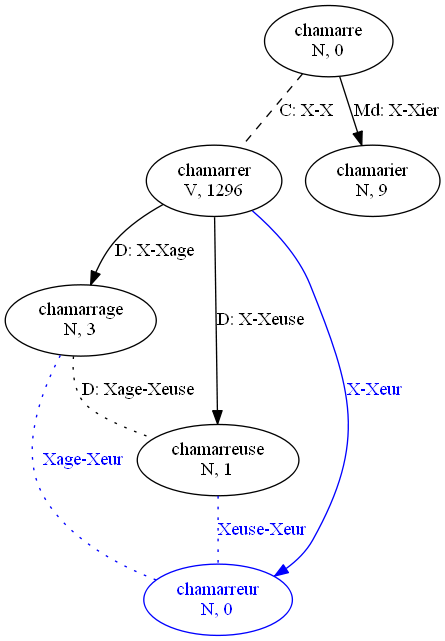 chamarre
N, 0
C: X-X
Md: X-Xier
chamarrer
V, 1296
chamarier
N, 9
D: X-Xage
chamarrage
N, 3
D: X-Xeuse
D: Xage-Xeuse
X-Xeur
chamarreuse
N, 1
Xage-Xeur
Xeuse-Xeur
chamarreur
N, 0